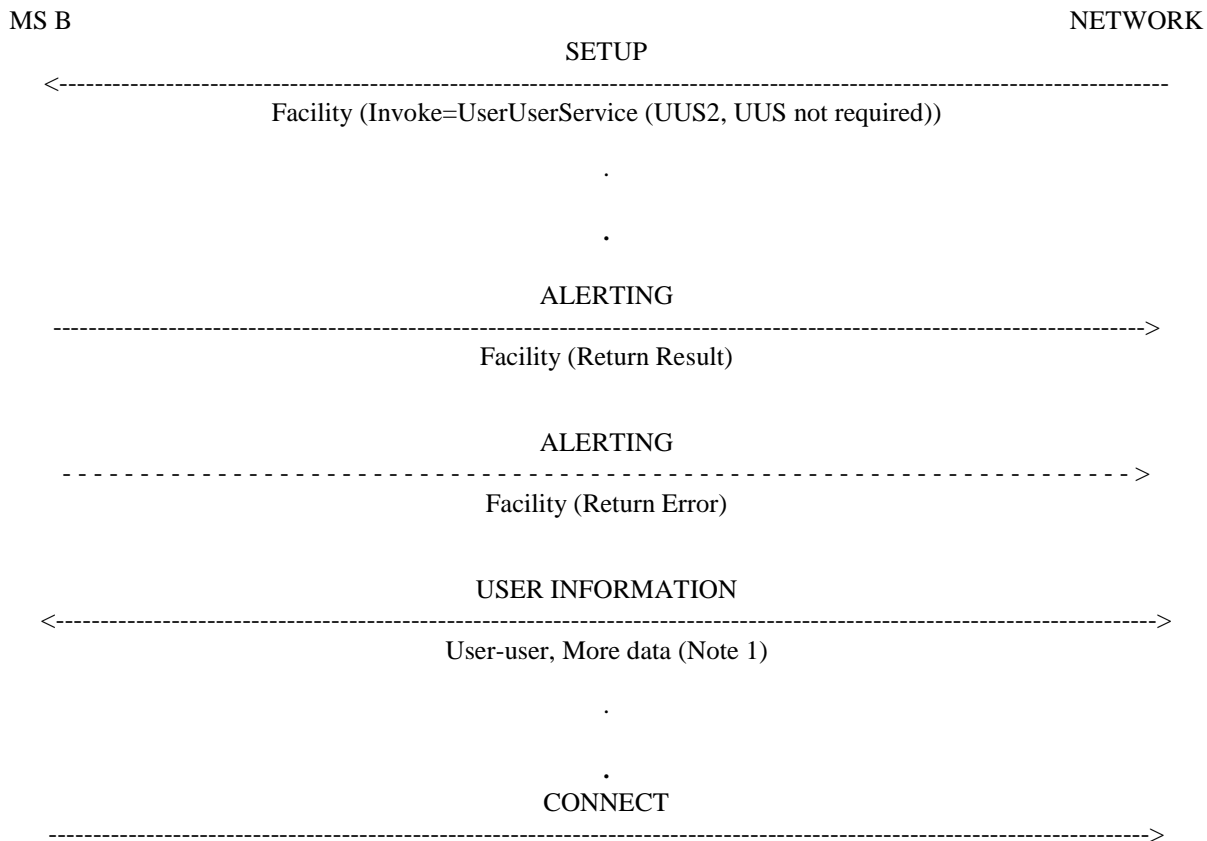 MS B NETWORK
SETUP
<------------------------------------------------------------------------------------------------------------------------------
Facility (Invoke=UserUserService (UUS2, UUS not required))
.
.
ALERTING
---------------------------------------------------------------------------------------------------------------------------->
Facility (Return Result)
ALERTING
- - - - - - - - - - - - - - - - - - - - - - - - - - - - - - - - - - - - - - - - - - - - - - - - - - - - - - - - - - - - - - - - - - - - - - >
Facility (Return Error)
USER INFORMATION
<----------------------------------------------------------------------------------------------------------------------------->
User-user, More data (Note 1)
.
.
CONNECT
----------------------------------------------------------------------------------------------------------------------------->